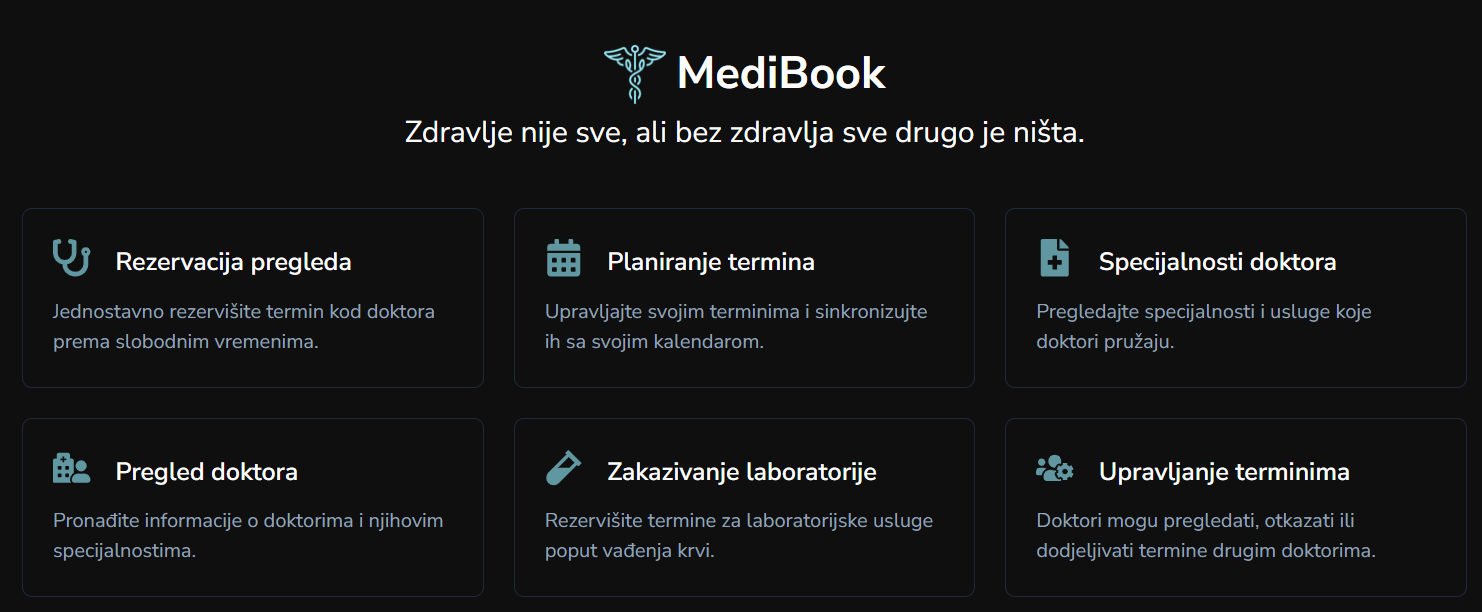 MediBook
Zdravlje nije sve, ali bez zdravlja sve drugo je ništa.
Rezervacija pregleda
Jednostavno rezervišite termin kod doktora
prema slobodnim vremenima.
Planiranje termina
Upravljajte svojim terminima i sinkronizujte
ih sa svojim kalendarom.
Specijalnosti doktora
Pregledajte specijalnosti i usluge koje
doktori pružaju.
Pregled doktora
Pronađite informacije o doktorima i njihovim
specijalnostima.
Zakazivanje laboratorije
Rezervišite termine za laboratorijske usluge
poput vađenja krvi.
Upravljanje terminima
Doktori mogu pregledati, otkazati ili
dodjeljivati termine drugim doktorima.